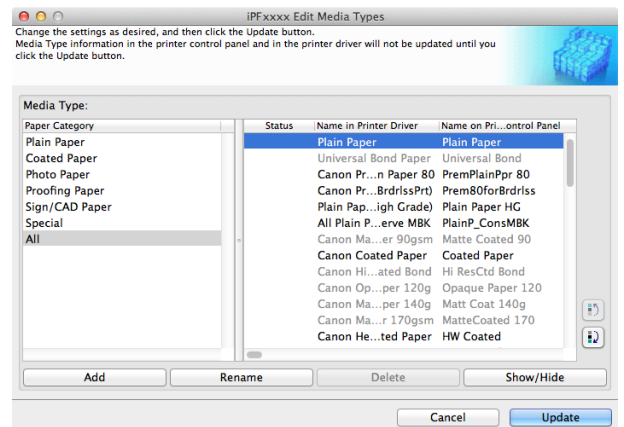 iPFxxxx Edit Media Types
Change the settings as desired, and then click the Update button.
Media Type information in the printer control panel and in the printer driver will not be updated until you
click the Update button.
Media Type:
Paper Category
Plain Paper
Coated Paper
Photo Paper
Proofing Paper
Sign/CAD Paper
Special
All
Status Name in Printer Driver Name on Pri...ontrol Panel
Plain Paper Plain Paper
Universal Bond Paper Universal Bond
Canon Pr...n Paper 80 PremPlainPpr 80
Canon Pr...BrdrlssPrt) Prem80forBrdrlss
Plain Pap...igh Grade) Plain Paper HG
All Plain P...erve MBK PlainP_ConsMBK
Canon Ma...er 90gsm Matte Coated 90
Canon Coated Paper Coated Paper
Canon Hi...ated Bond Hi ResCtd Bond
Canon Op...per 120g Opaque Paper 120
Canon Ma...per 140g Matt Coat 140g
Canon Ma...r 170gsm MatteCoated 170
Canon He...ted Paper HW Coated
Add Rename Delete Show/Hide
Cancel Update